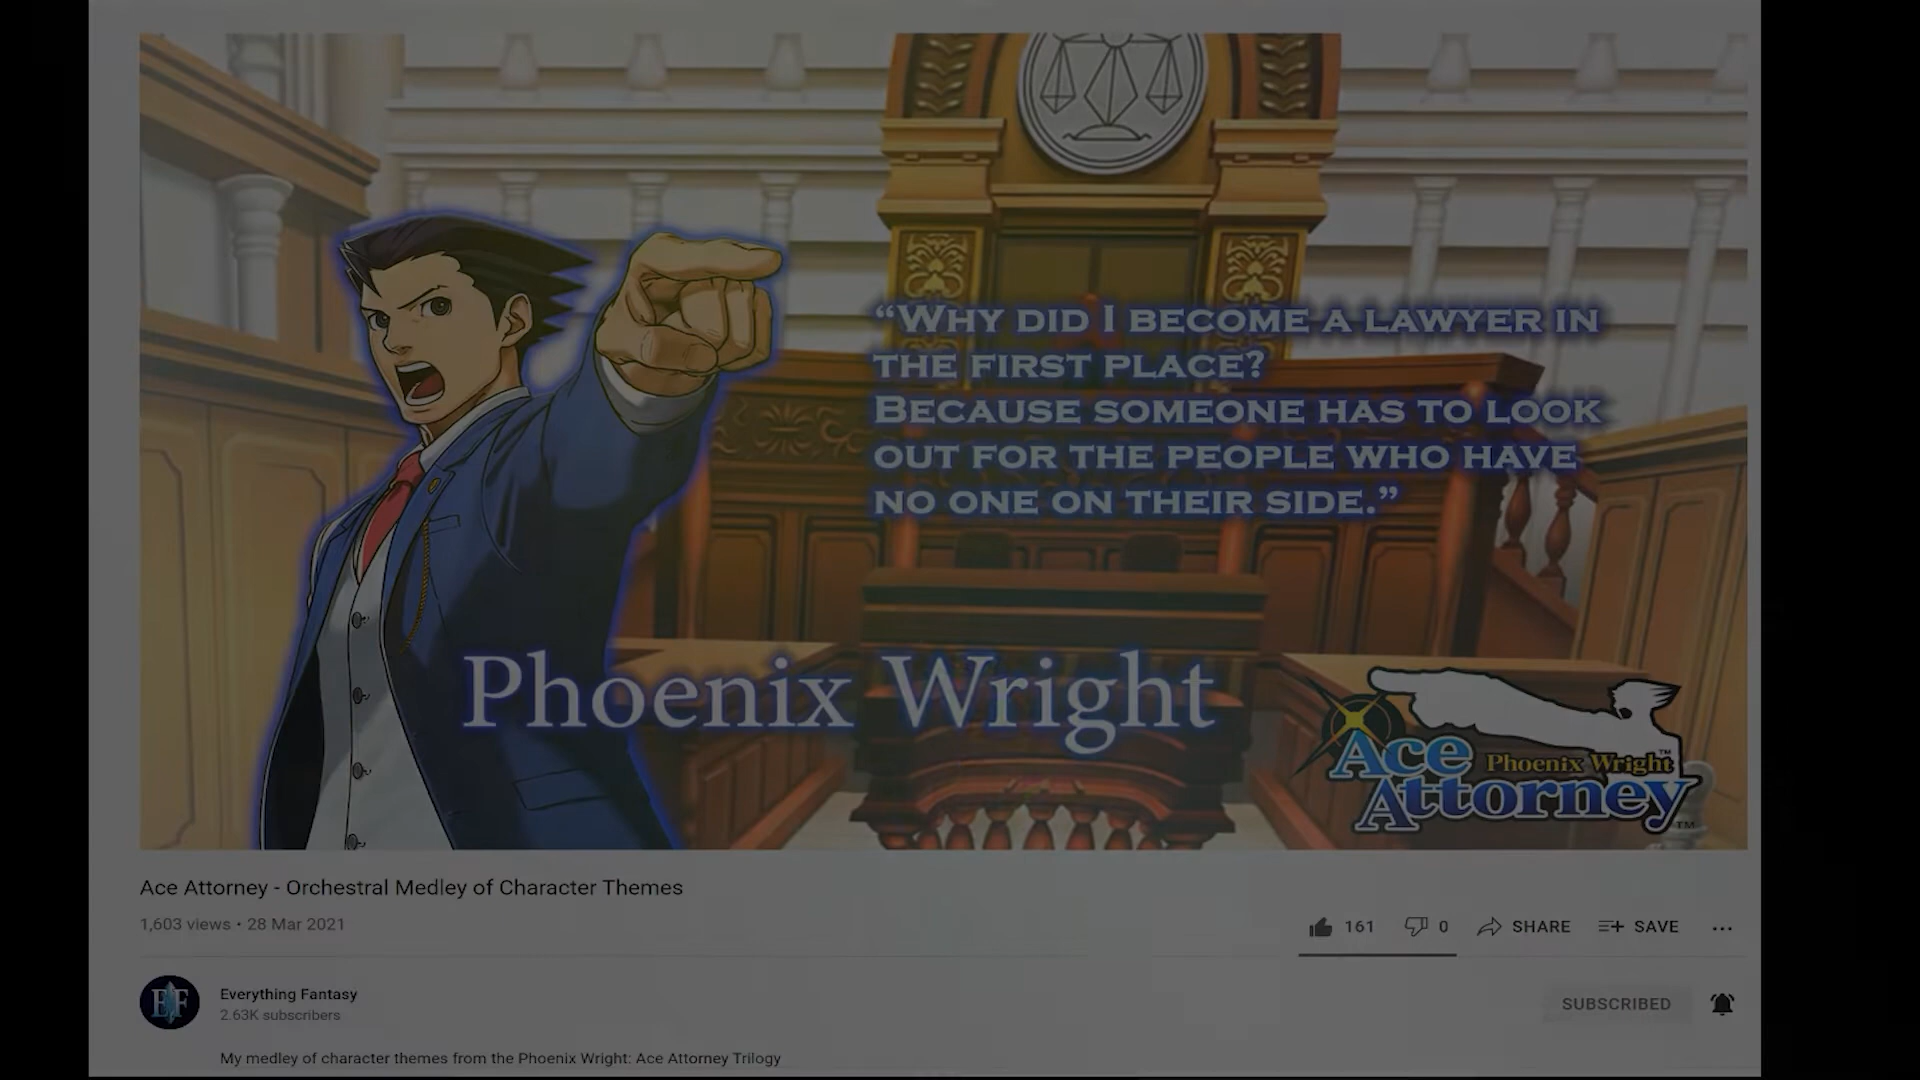 “WHY DID I BECOME A LAWYER IN
THE FIRST PLACE?
BECAUSE SOMEONE HAS TO LOOK
OUT FOR THE PEOPLE WHO HAVE
NO ONE ON THEIR SIDE.”
Phoenix Wright
Phoenix Wright™
Ace
Attorney™
Ace Attorney - Orchestral Medley of Character Themes
1,603 views • 28 Mar 2021
161 0 SHARE SAVE ...
EF
Everything Fantasy
2.63K subscribers
SUBSCRIBED
My medley of character themes from the Phoenix Wright: Ace Attorney Trilogy